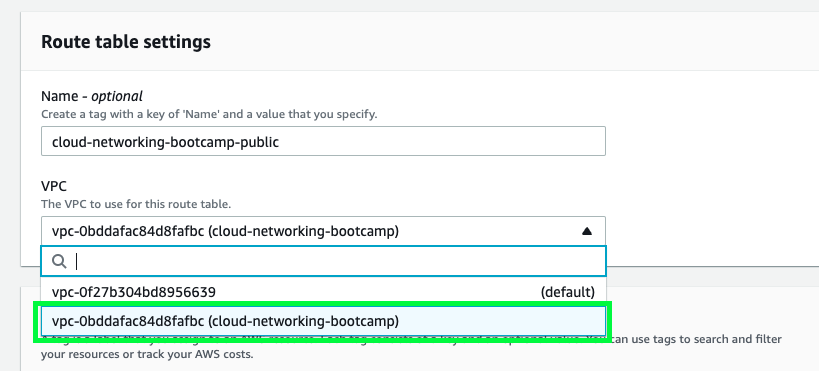 Route table settings
Name - optional
Create a tag with a key of 'Name' and a value that you specify.
cloud-networking-bootcamp-public
VPC
The VPC to use for this route table.
vpc-0bddafac84d8fafbc (cloud-networking-bootcamp)
vpc-0f27b304bd8956639 (default)
vpc-0bddafac84d8fafbc (cloud-networking-bootcamp)
can use tags to search and filter
your resources or track your AWS costs.